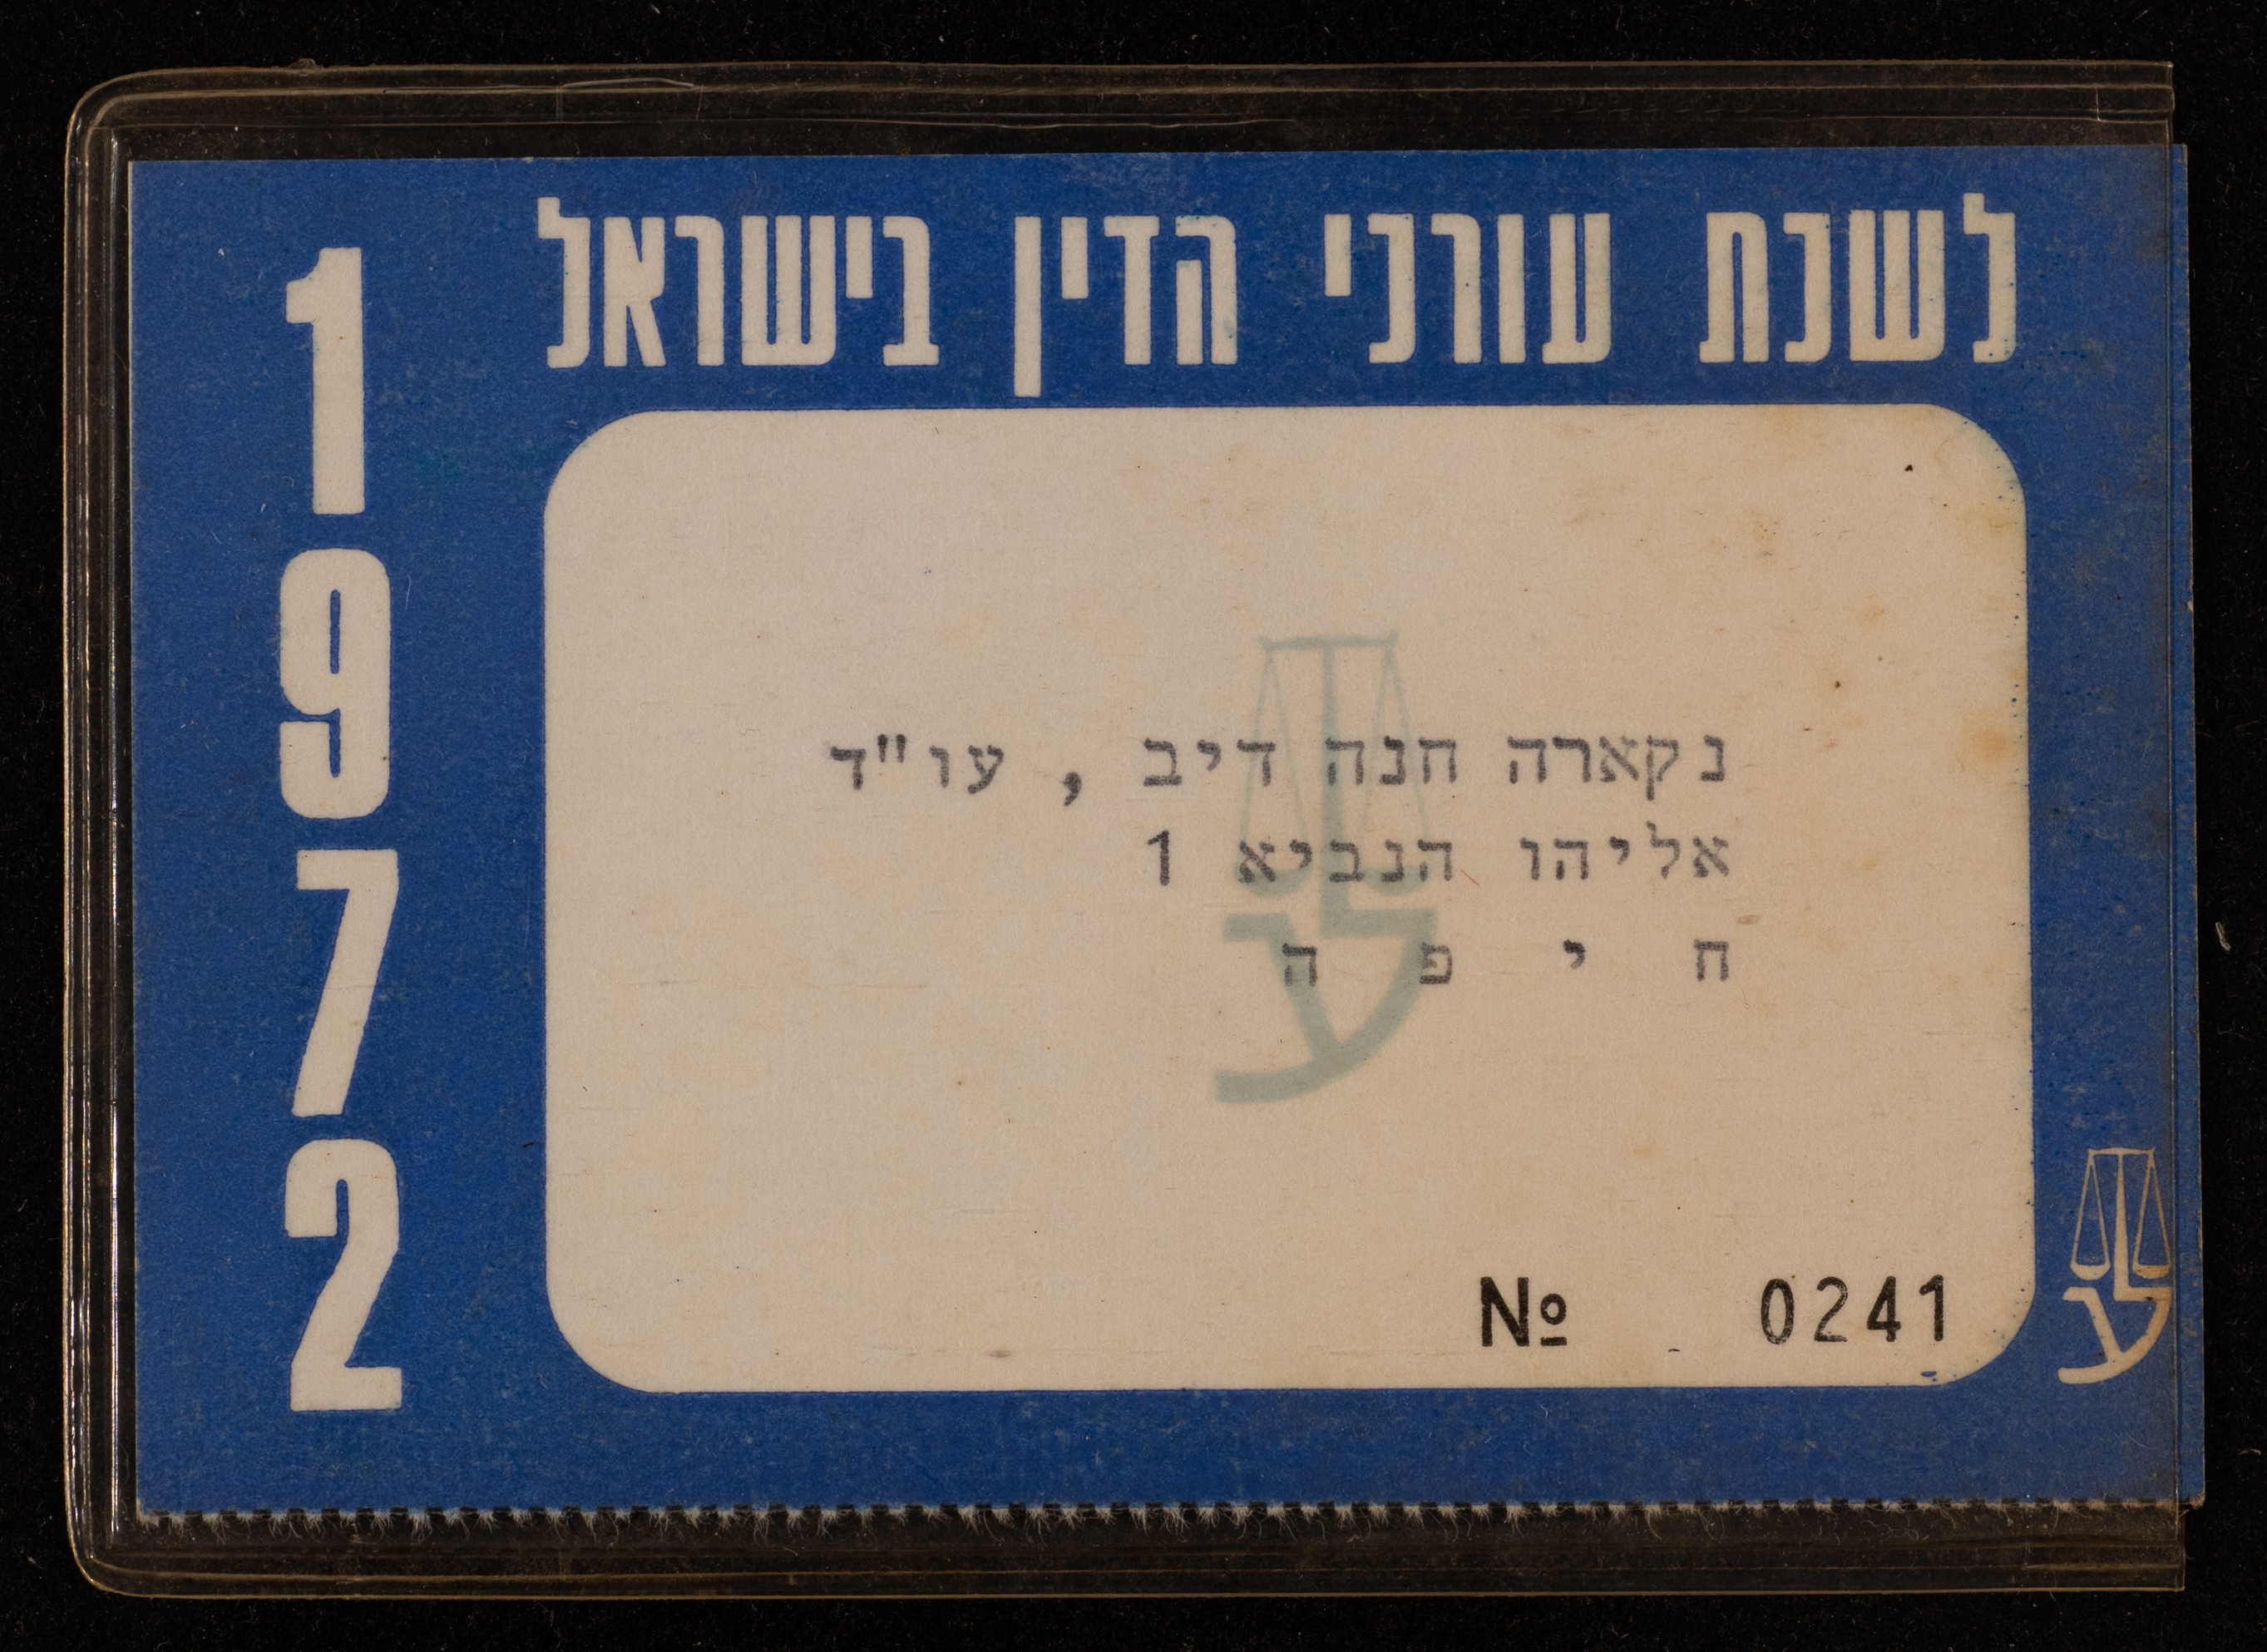 לשכת עורכי הדין בישראל
1972
נקארה חנה דיב, עו"ד
אליהו הנביא 1
ח י פ ה
№ 0241